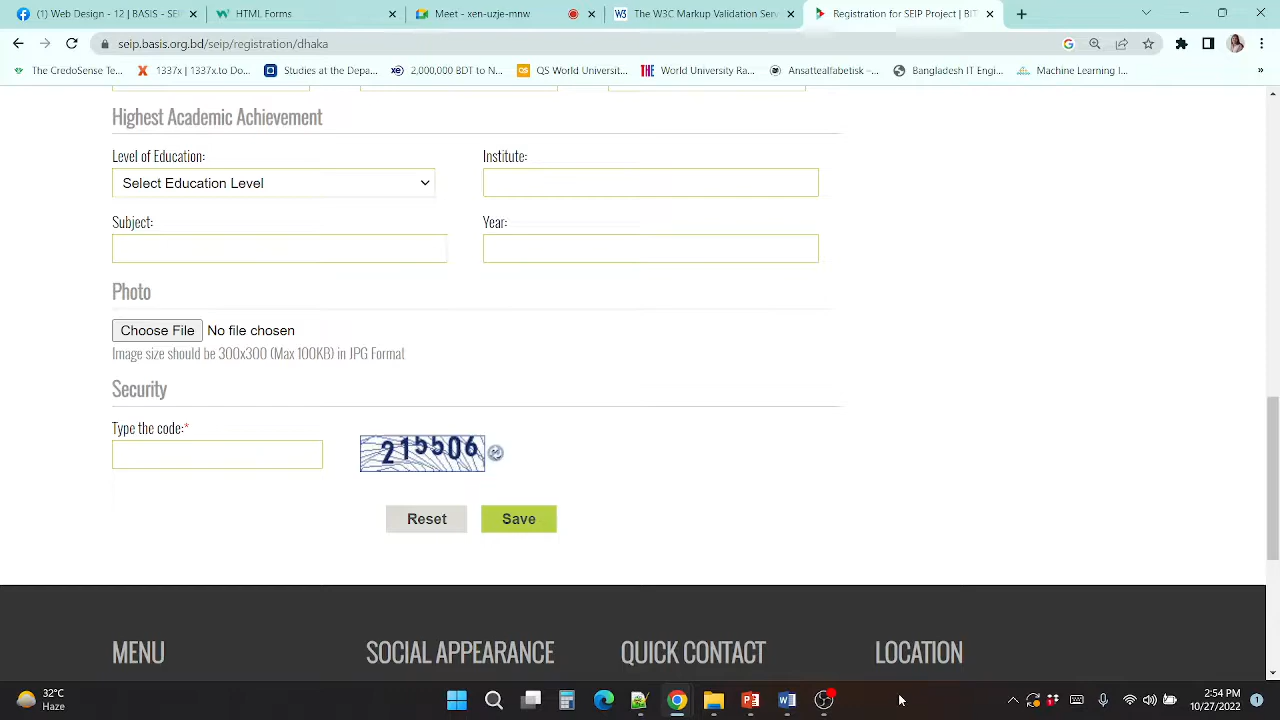 (1) Web Design - 5 | BASIS - SEIP
HTML Forms
Meet - xen-uzje-nwe
The W3C Markup Validation Serv
Registration for SEIP Project | BIT
seip.basis.org.bd/seip/registration/dhaka
The CredoSense Te...
1337x | 1337x.to Do...
Studies at the Depa...
2,000,000 BDT to N...
QS World Universit...
World University Ra...
Ansattalfabetisk –...
Bangladesh IT Engi...
Machine Learning I...
Highest Academic Achievement
Level of Education: Institute:
Select Education Level
Subject: Year:
Photo
Choose File No file chosen
Image size should be 300x300 (Max 100KB) in JPG Format
Security
Type the code:*
215506
Reset Save
MENU SOCIAL APPEARANCE QUICK CONTACT LOCATION
32°C
Haze
2:54 PM
10/27/2022